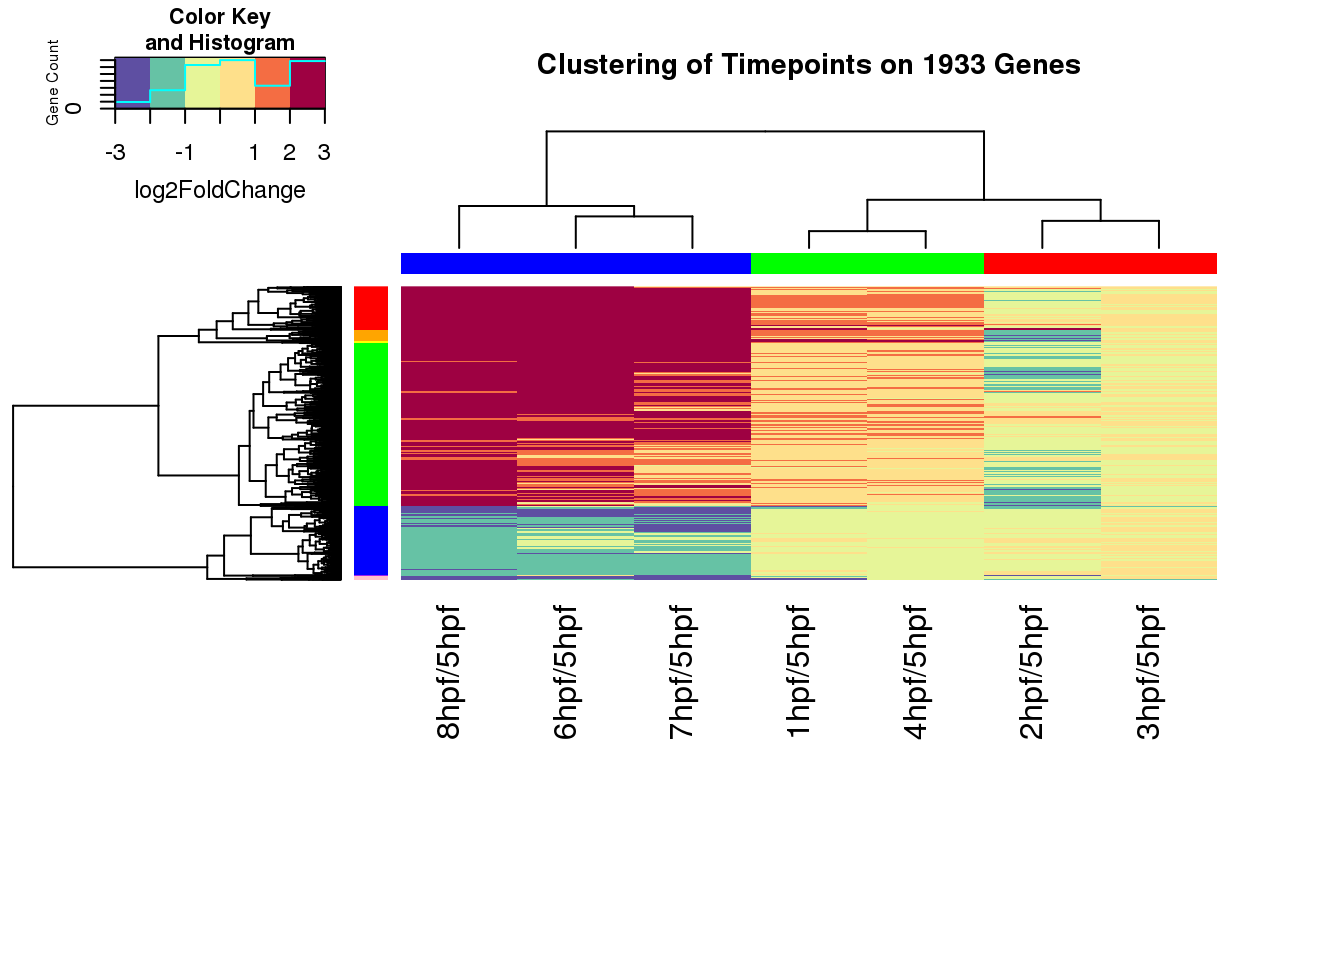 Color Key
and Histogram
Gene Count
0
-3 -1 1 2 3
log2FoldChange
Clustering of Timepoints on 1933 Genes
8hpf/5hpf
6hpf/5hpf
7hpf/5hpf
1hpf/5hpf
4hpf/5hpf
2hpf/5hpf
3hpf/5hpf